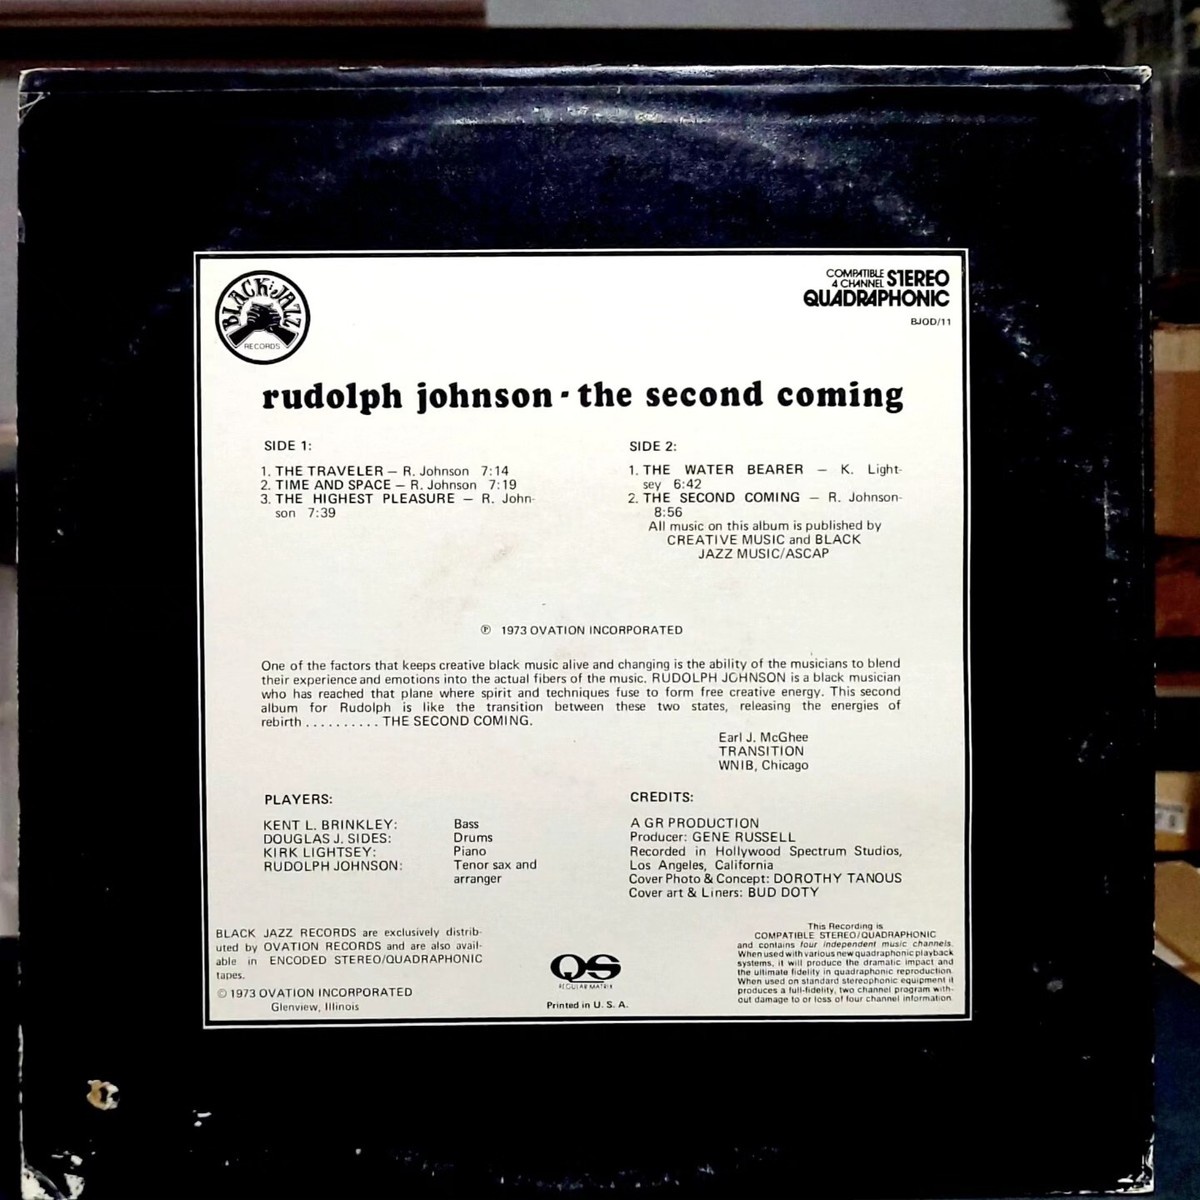 BLACK JAZZ
RECORDS
COMPATIBLE
4 CHANNEL STEREO
QUADRAPHONIC
BJQD/11
rudolph johnson · the second coming
SIDE 1:
1. THE TRAVELER — R. Johnson 7:14
2. TIME AND SPACE — R. Johnson 7:19
3. THE HIGHEST PLEASURE — R. John-
son 7:39
SIDE 2:
1. THE WATER BEARER — K. Light-
sey 6:42
2. THE SECOND COMING — R. Johnson-
8:56
All music on this album is published by
CREATIVE MUSIC and BLACK
JAZZ MUSIC/ASCAP
℗ 1973 OVATION INCORPORATED
One of the factors that keeps creative black music alive and changing is the ability of the musicians to blend
their experience and emotions into the actual fibers of the music. RUDOLPH JOHNSON is a black musician
who has reached that plane where spirit and techniques fuse to form free creative energy. This second
album for Rudolph is like the transition between these two states, releasing the energies of
rebirth . . . . . . . . . . THE SECOND COMING.
Earl J. McGhee
TRANSITION
WNIB, Chicago
PLAYERS:
KENT L. BRINKLEY: Bass
DOUGLAS J. SIDES: Drums
KIRK LIGHTSEY: Piano
RUDOLPH JOHNSON: Tenor sax and
arranger
CREDITS:
A GR PRODUCTION
Producer: GENE RUSSELL
Recorded in Hollywood Spectrum Studios,
Los Angeles, California
Cover Photo & Concept: DOROTHY TANOUS
Cover art & Liners: BUD DOTY
BLACK JAZZ RECORDS are exclusively distrib-
uted by OVATION RECORDS and are also avail-
able in ENCODED STEREO/QUADRAPHONIC
tapes.
© 1973 OVATION INCORPORATED
Glenview, Illinois
QS
REGULAR MATRIX
Printed in U. S. A.
This Recording is
COMPATIBLE STEREO/QUADRAPHONIC
and contains four independent music channels.
When used with various new quadraphonic playback
systems, it will produce the dramatic impact and
the ultimate fidelity in quadraphonic reproduction.
When used on standard stereophonic equipment it
produces a full-fidelity, two channel program with-
out damage to or loss of four channel information.